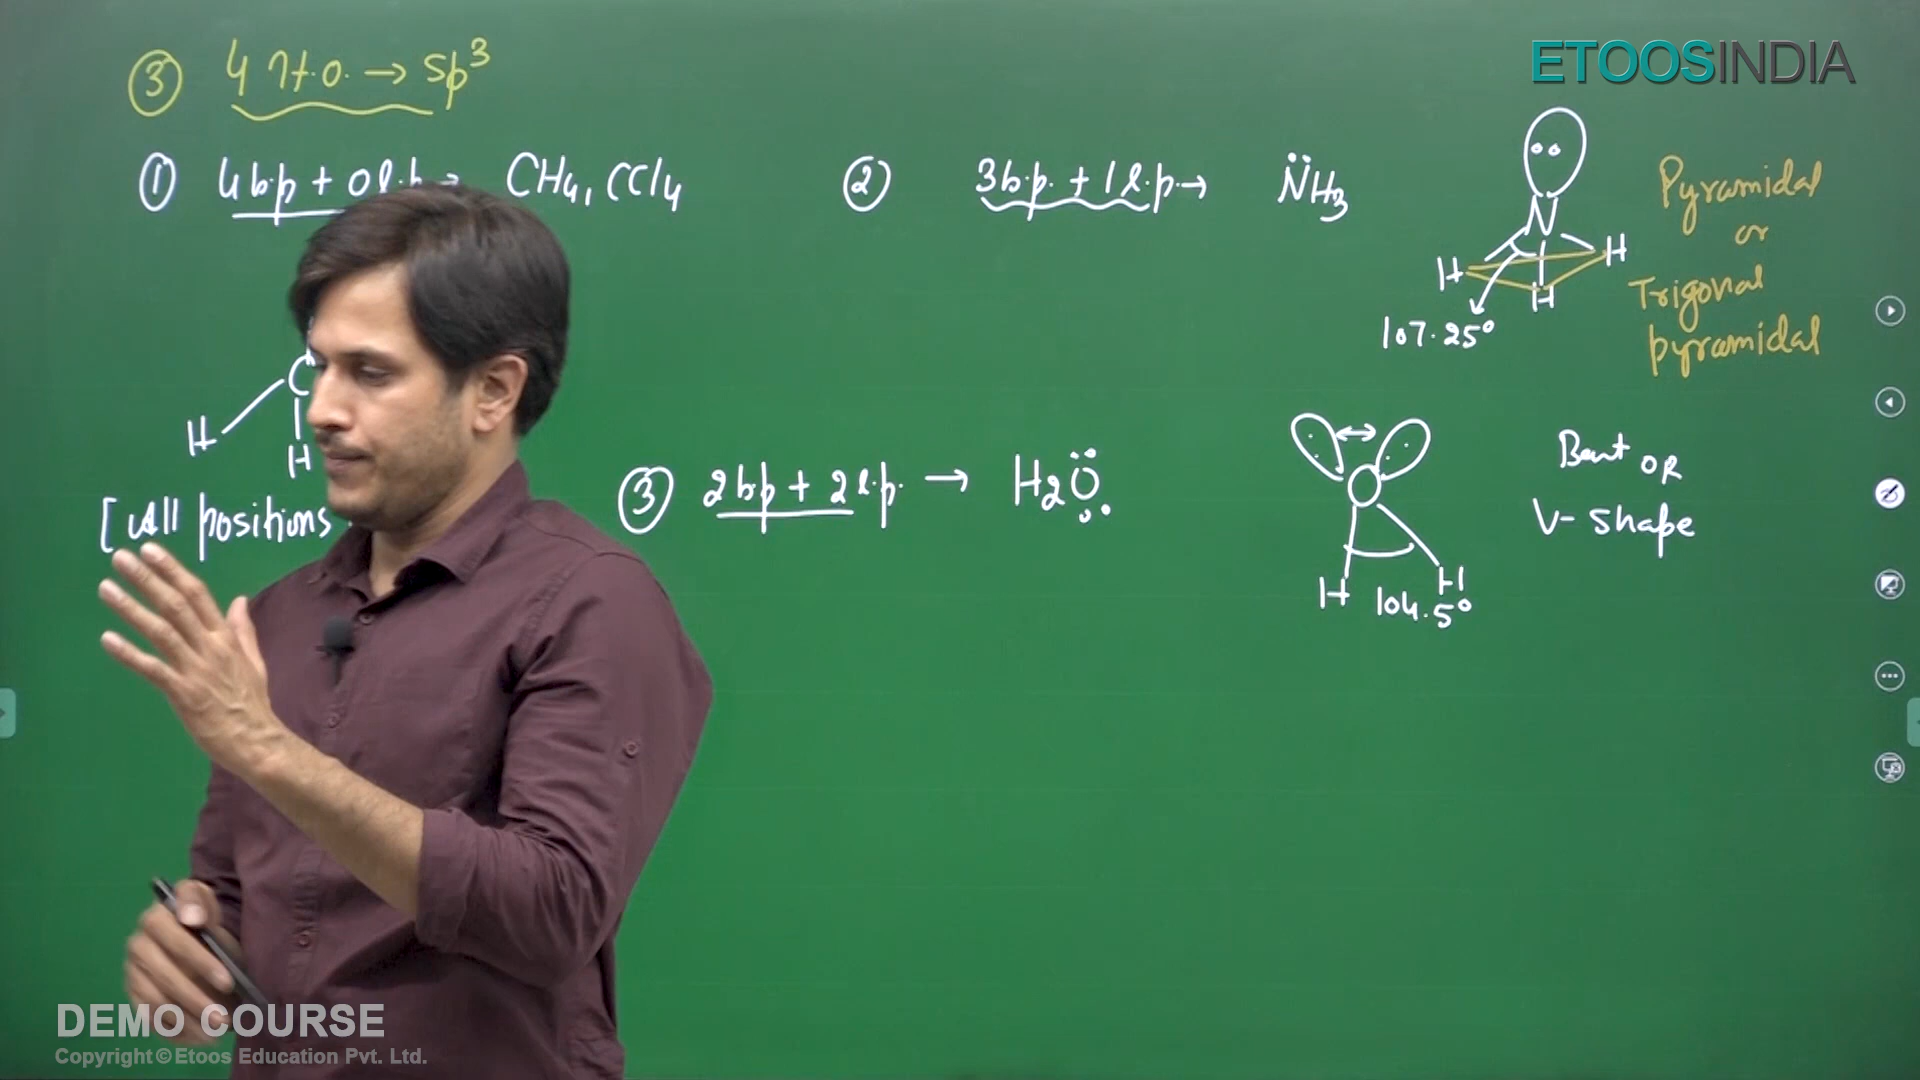 ETOOSINDIA
③ 4 H.O. → sp³
① 4b.p + 0l.p → CH4, CCl4
② 3b.p. + 1l.p → N̈H3
N
H H
H
107.25°
Pyramidal
or
Trigonal
pyramidal
C
H
H
[All positions
③ 2bp + 2l.p. → H2Ö
O
H H
104.5°
Bent OR
V-Shape
DEMO COURSE
Copyright © Etoos Education Pvt. Ltd.